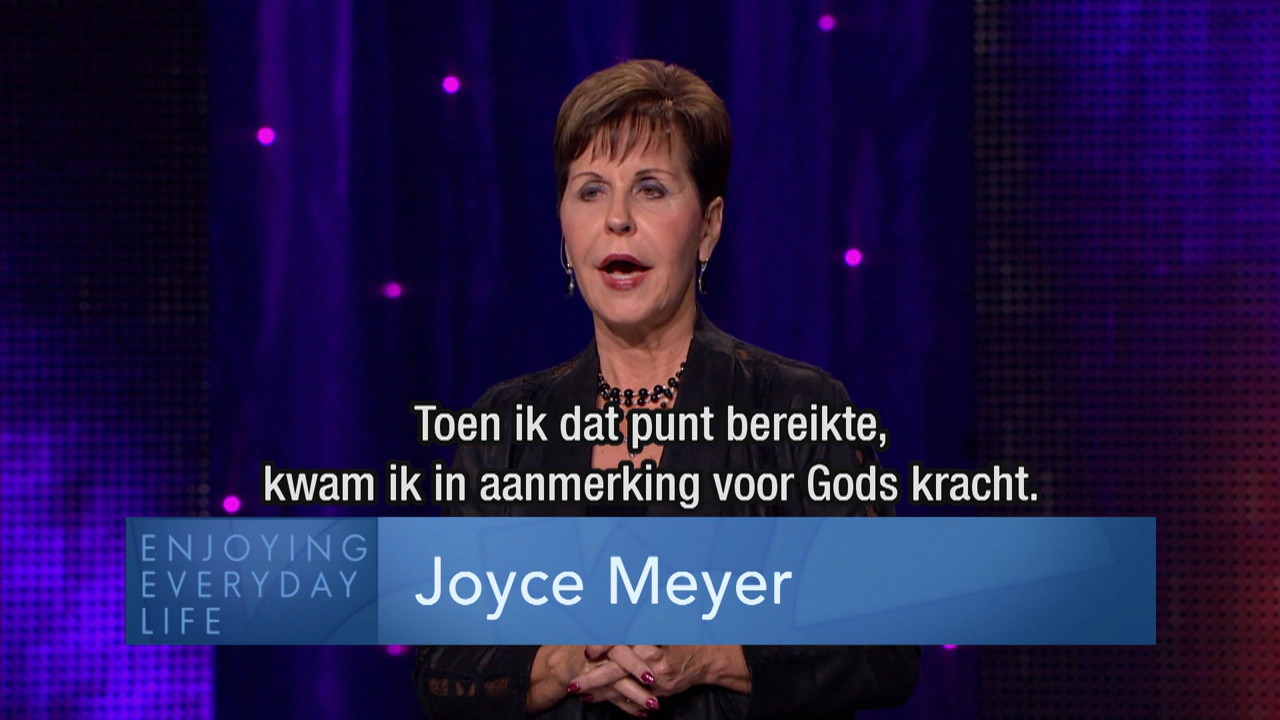 Toen ik dat punt bereikte,
kwam ik in aanmerking voor Gods kracht.
ENJOYING
EVERYDAY
LIFE
Joyce Meyer